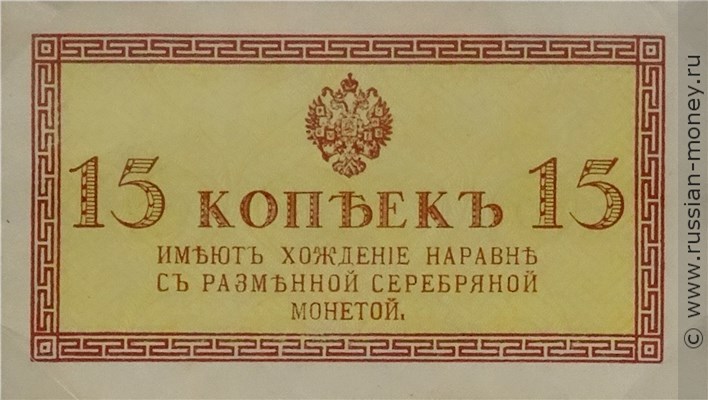 15 КОПѢЕКЪ 15
ИМѢЮТЪ ХОЖДЕНІЕ НАРАВНѢ
СЪ РАЗМѢННОЙ СЕРЕБРЯНОЙ
МОНЕТОЙ.
© www.russian-money.ru